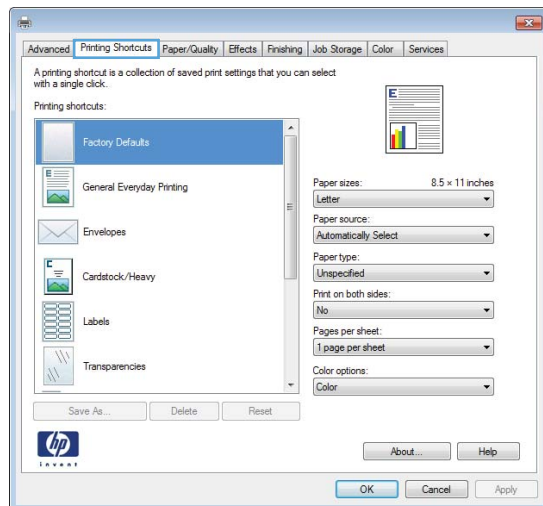 Advanced Printing Shortcuts Paper/Quality Effects Finishing Job Storage Color Services
A printing shortcut is a collection of saved print settings that you can select
with a single click.
Printing shortcuts:
Factory Defaults
General Everyday Printing
Envelopes
Cardstock/Heavy
Labels
Transparencies
Save As... Delete Reset
E
E
C
Paper sizes: 8.5 × 11 inches
Letter
Paper source:
Automatically Select
Paper type:
Unspecified
Print on both sides:
No
Pages per sheet:
1 page per sheet
Color options:
Color
hp
invent
About... Help
OK Cancel Apply